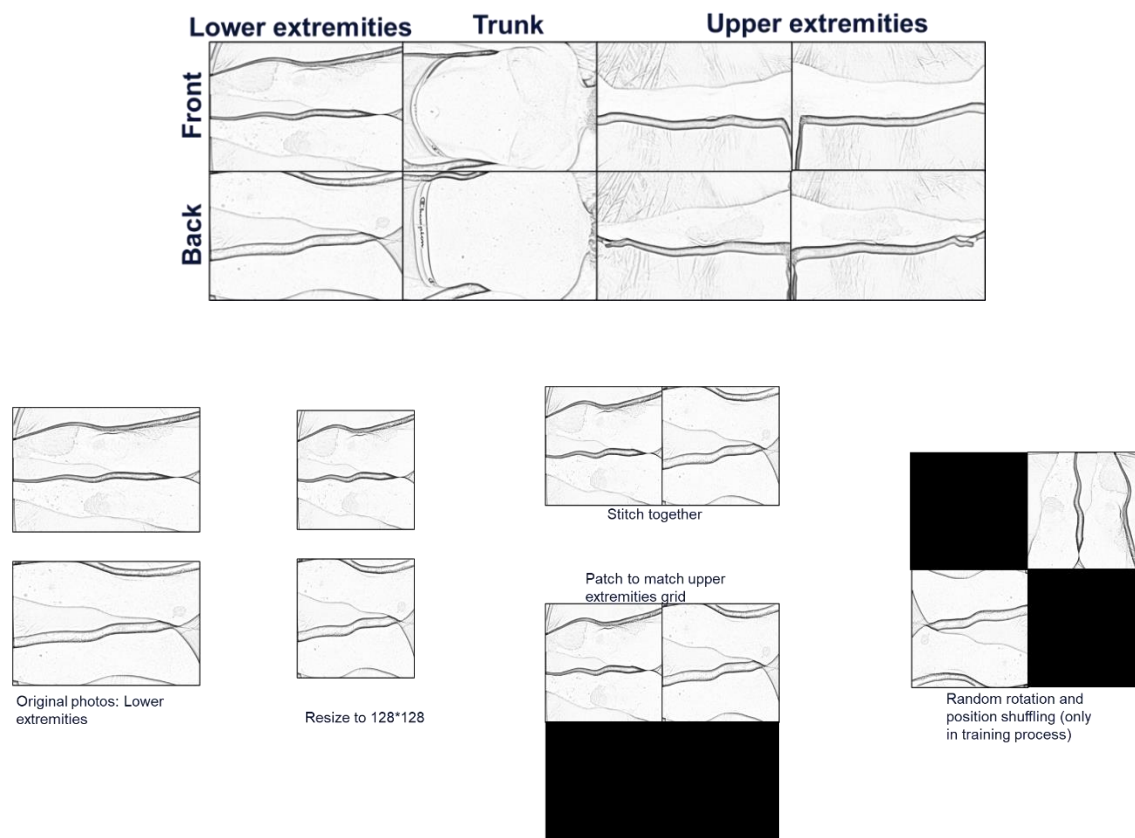 Lower extremities
Trunk
Upper extremities
Front
Back
Champion
Stitch together
Patch to match upper
extremities grid
Original photos: Lower
extremities
Resize to 128*128
Random rotation and
position shuffling (only
in training process)